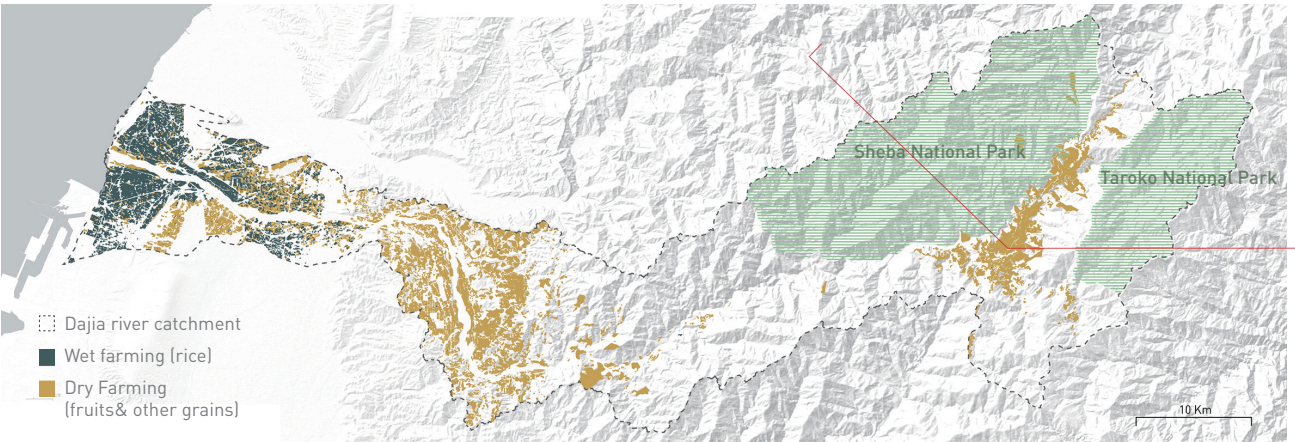 Sheba National Park
Taroko National Park
Dajia river catchment
Wet farming (rice)
Dry Farming
(fruits& other grains)
10 Km